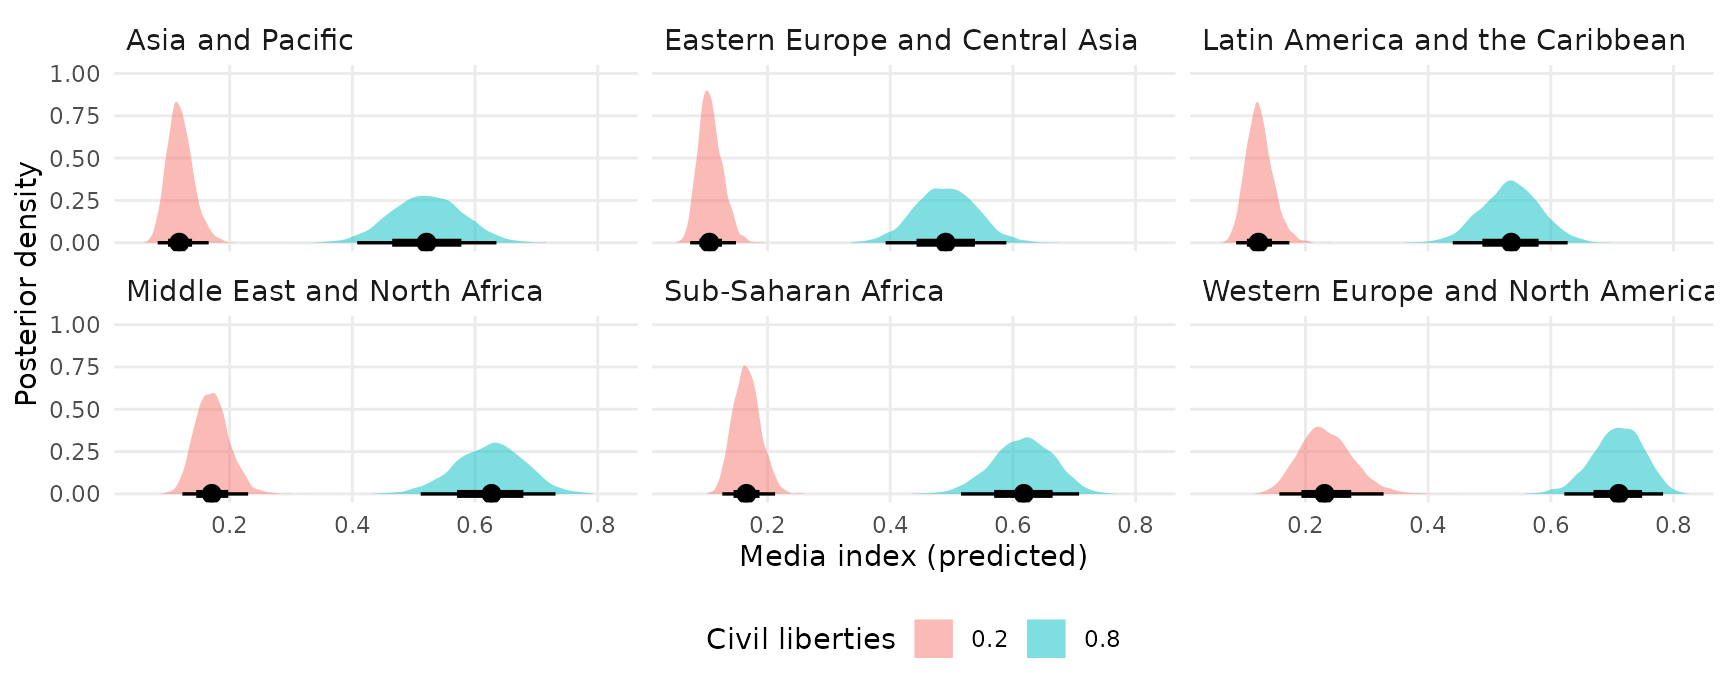 Asia and Pacific
Eastern Europe and Central Asia
Latin America and the Caribbean
1.00
0.75
0.50
0.25
0.00
Middle East and North Africa
Sub-Saharan Africa
Western Europe and North America
1.00
0.75
0.50
0.25
0.00
Posterior density
0.2 0.4 0.6 0.8
0.2 0.4 0.6 0.8
0.2 0.4 0.6 0.8
Media index (predicted)
Civil liberties 0.2 0.8